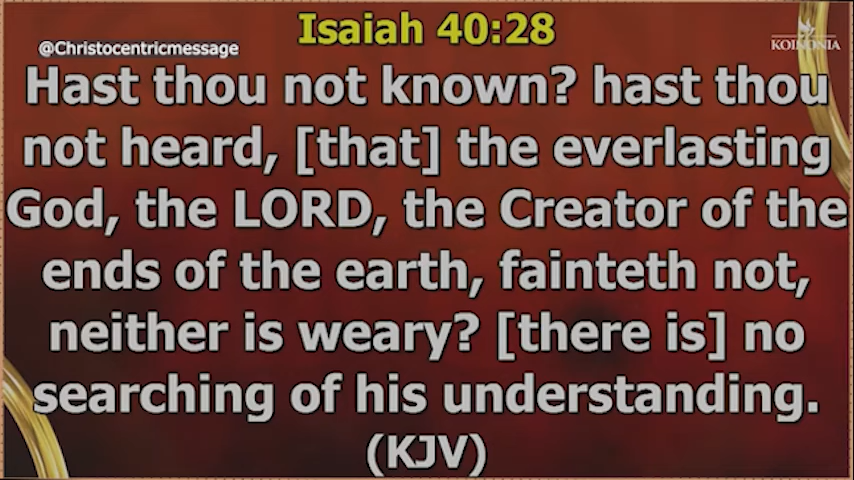 Isaiah 40:28
@Christocentricmessage
KOINONIA
Hast thou not known? hast thou
not heard, [that] the everlasting
God, the LORD, the Creator of the
ends of the earth, fainteth not,
neither is weary? [there is] no
searching of his understanding.
(KJV)